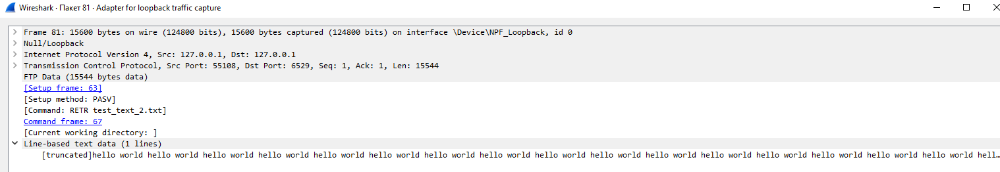 Wireshark · Пакет 81 · Adapter for loopback traffic capture
Frame 81: 15600 bytes on wire (124800 bits), 15600 bytes captured (124800 bits) on interface \Device\NPF_Loopback, id 0
Null/Loopback
Internet Protocol Version 4, Src: 127.0.0.1, Dst: 127.0.0.1
Transmission Control Protocol, Src Port: 55108, Dst Port: 6529, Seq: 1, Ack: 1, Len: 15544
FTP Data (15544 bytes data)
[Setup frame: 63]
[Setup method: PASV]
[Command: RETR test_text_2.txt]
Command frame: 67
[Current working directory: ]
Line-based text data (1 lines)
[truncated]hello world hello world hello world hello world hello world hello world hello world hello world hello world hello world hello world hello world hello world hello world hello world hello world hell…